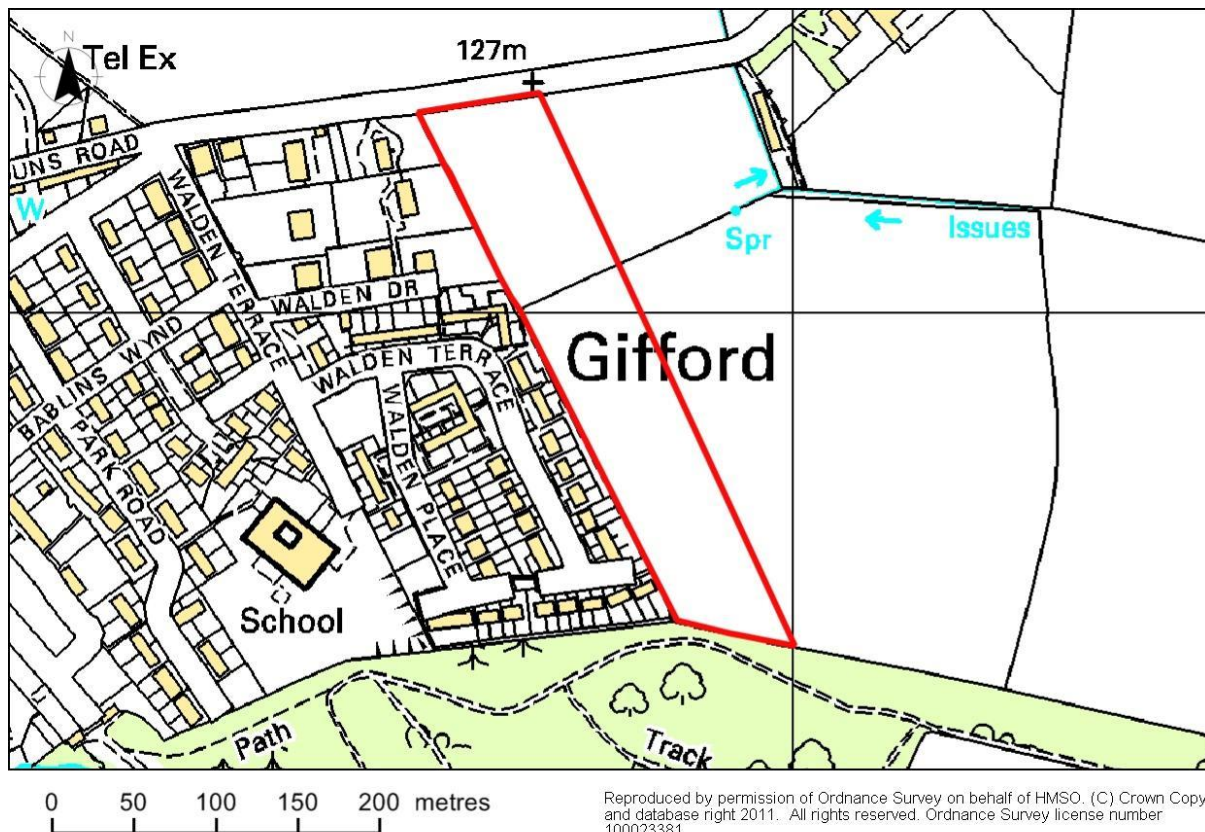 N
Tel Ex
127m
UNS ROAD
W
WALDEN TERRACE
Spr
Issues
WALDEN DR
BABLINS WYND
WALDEN TERRACE
Gifford
PARK ROAD
WALDEN PLACE
School
Path
Track
0 50 100 150 200 metres
Reproduced by permission of Ordnance Survey on behalf of HMSO. (C) Crown Copy
and database right 2011. All rights reserved. Ordnance Survey license number
100023381